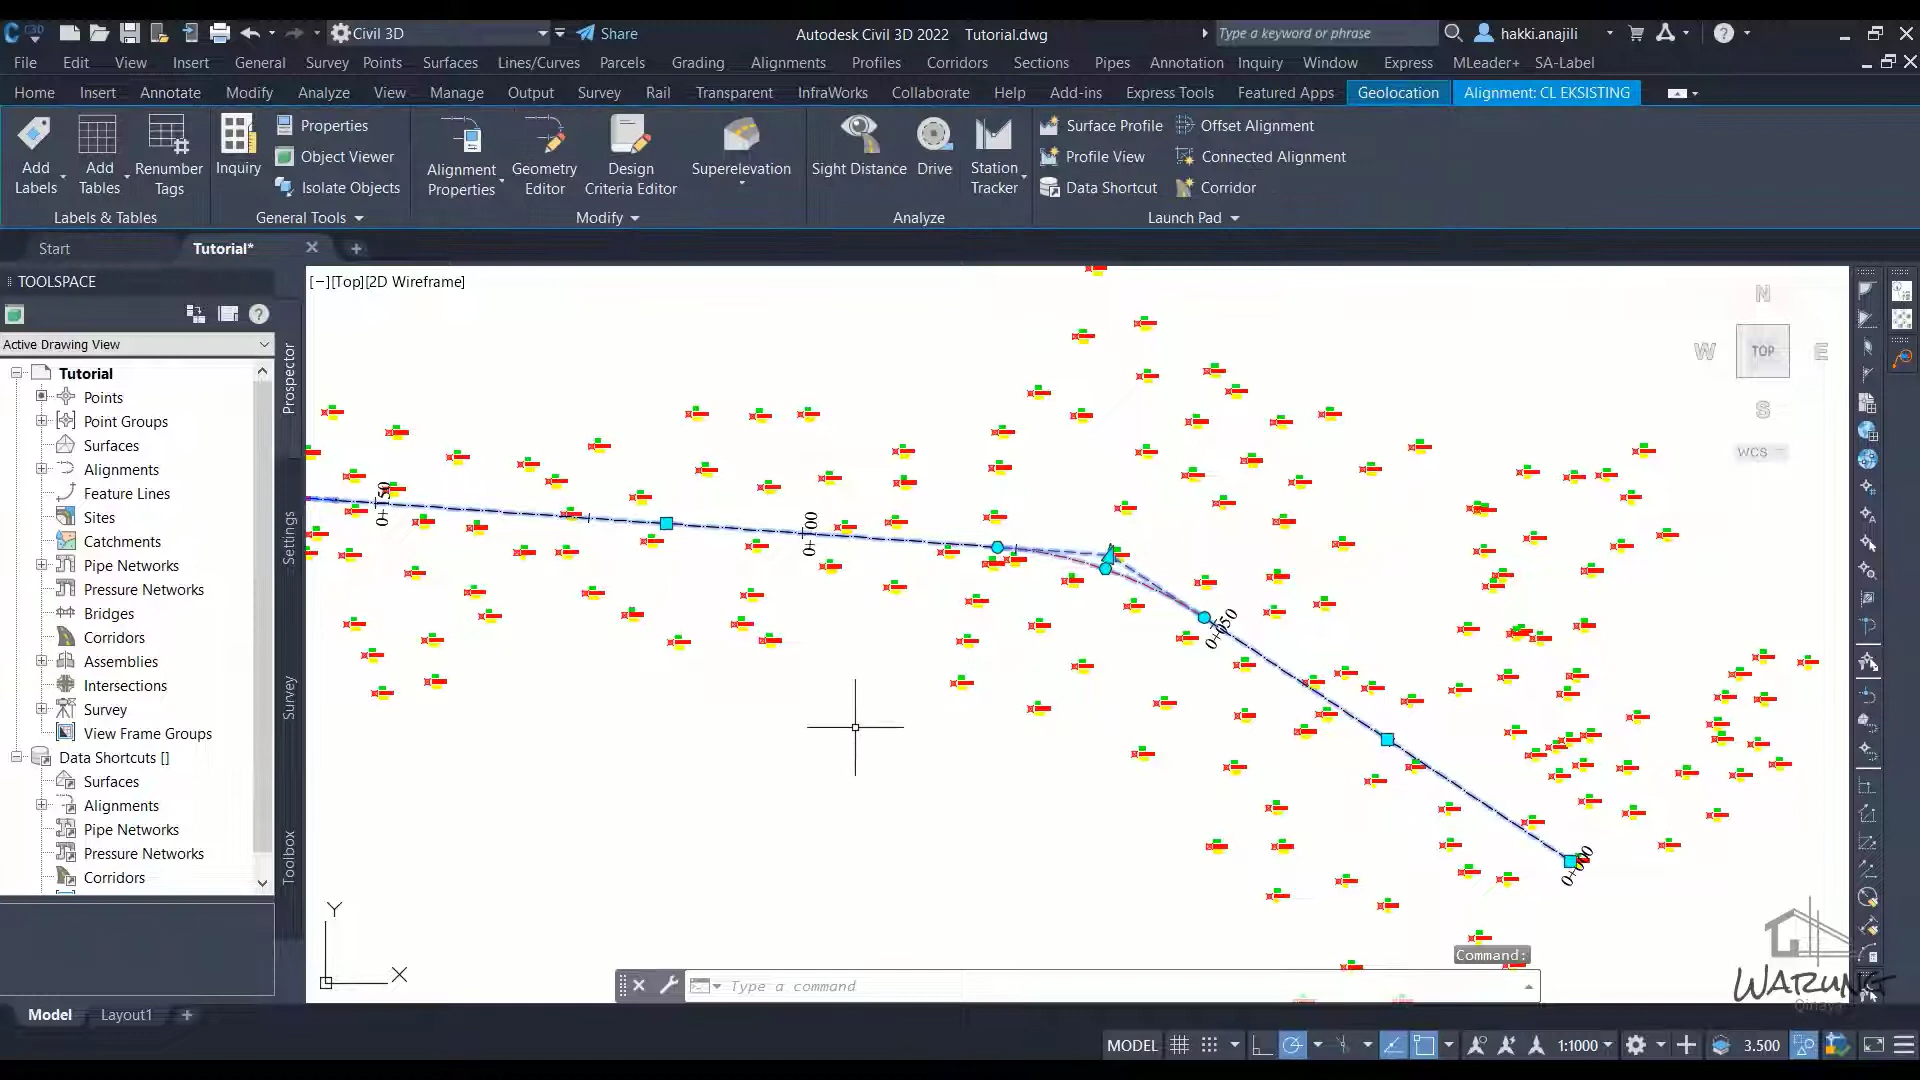 C3D Civil 3D Share Autodesk Civil 3D 2022 Tutorial.dwg Type a keyword or phrase hakki.anajili
File Edit View Insert General Survey Points Surfaces Lines/Curves Parcels Grading Alignments Profiles Corridors Sections Pipes Annotation Inquiry Window Express MLeader+ SA-Label
Home Insert Annotate Modify Analyze View Manage Output Survey Rail Transparent InfraWorks Collaborate Help Add-ins Express Tools Featured Apps Geolocation Alignment: CL EKSISTING
Add Labels
Add Tables
Renumber Tags
Inquiry
Properties
Object Viewer
Isolate Objects
Alignment Properties
Geometry Editor
Design Criteria Editor
Superelevation
Sight Distance
Drive
Station Tracker
Surface Profile
Profile View
Data Shortcut
Offset Alignment
Connected Alignment
Corridor
Labels & Tables General Tools Modify Analyze Launch Pad
Start Tutorial*
TOOLSPACE
Active Drawing View
Tutorial
Points
Point Groups
Surfaces
Alignments
Feature Lines
Sites
Catchments
Pipe Networks
Pressure Networks
Bridges
Corridors
Assemblies
Intersections
Survey
View Frame Groups
Data Shortcuts []
Surfaces
Alignments
Pipe Networks
Pressure Networks
Corridors
Prospector
Settings
Survey
Toolbox
[−][Top][2D Wireframe]
N
W TOP E
S
WCS
0+150
0+100
0+050
0+000
Y
X
Command:
Type a command
WARUNG
Qinaya
Model Layout1
MODEL 1:1000 3.500